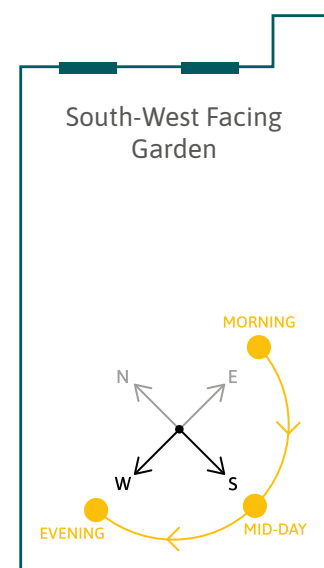 South-West Facing
Garden
MORNING
N
E
W
S
EVENING
MID-DAY